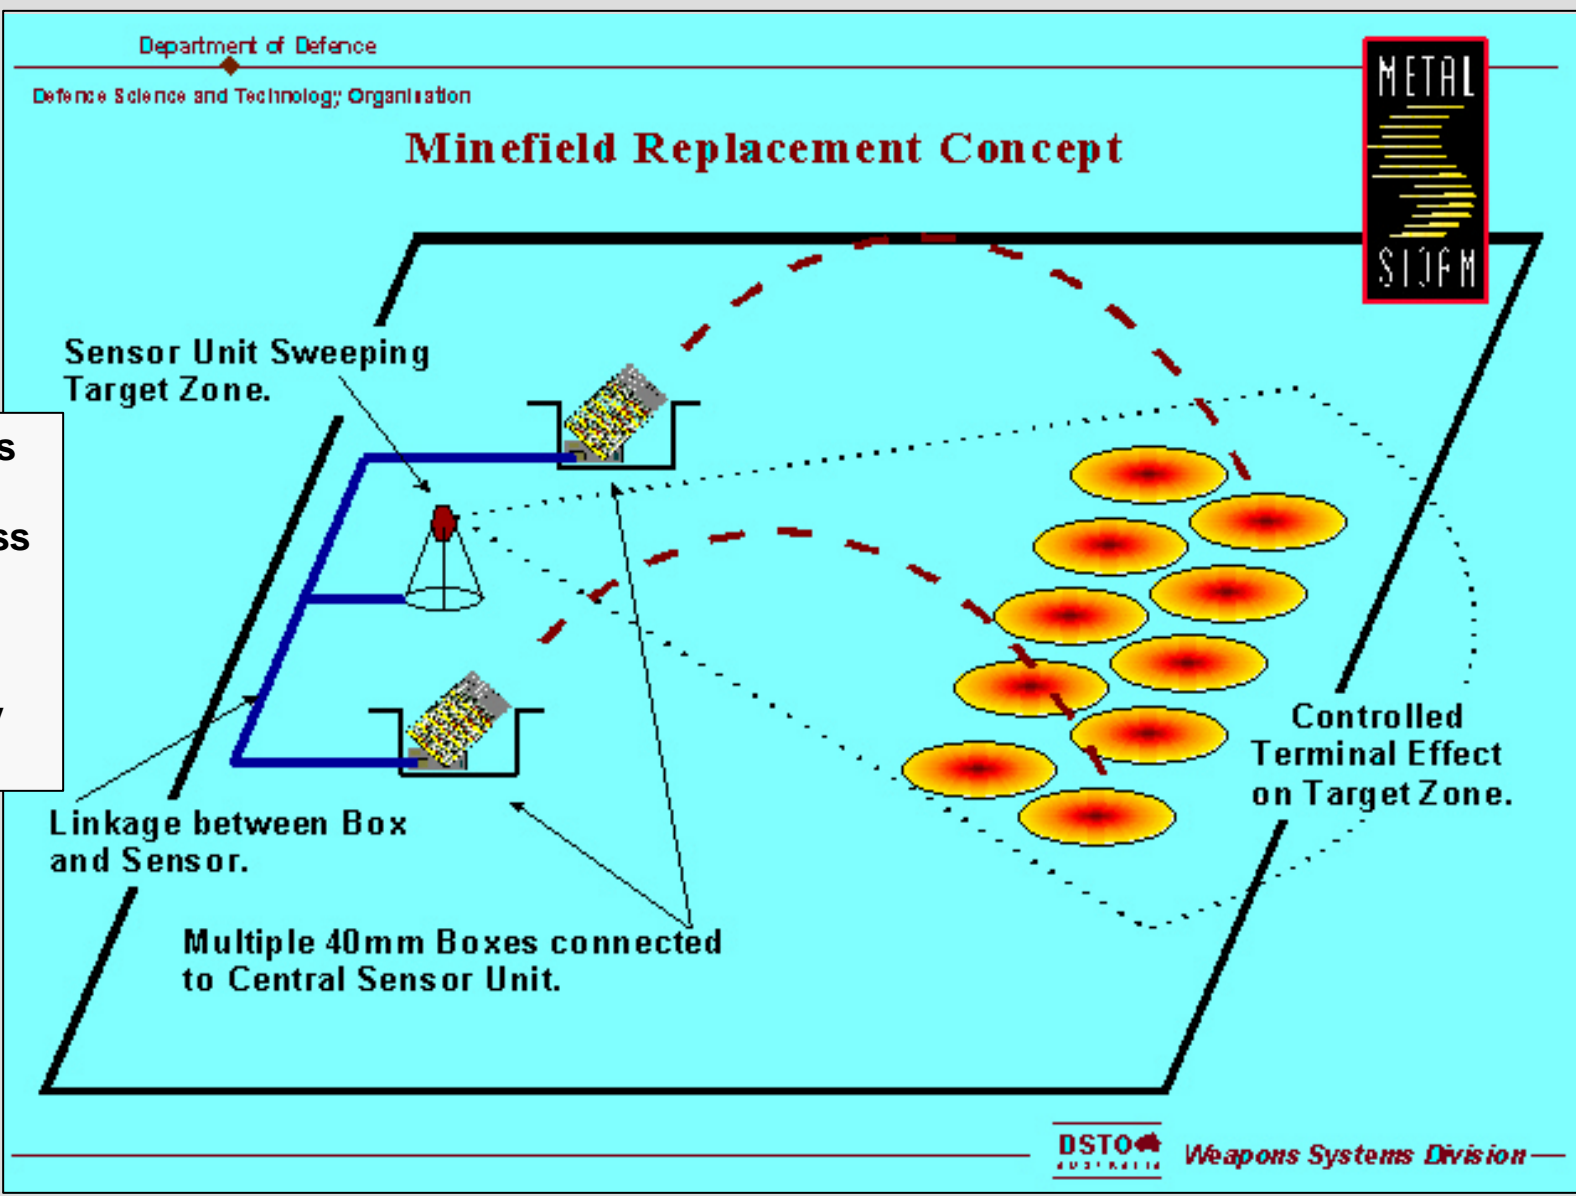 Department of Defence
Defence Science and Technology Organisation
METAL
STORM
Minefield Replacement Concept
Sensor Unit Sweeping
Target Zone.
s
ss
y
Controlled
Terminal Effect
on Target Zone.
Linkage between Box
and Sensor.
Multiple 40mm Boxes connected
to Central Sensor Unit.
DSTO
AUSTRALIA
Weapons Systems Division